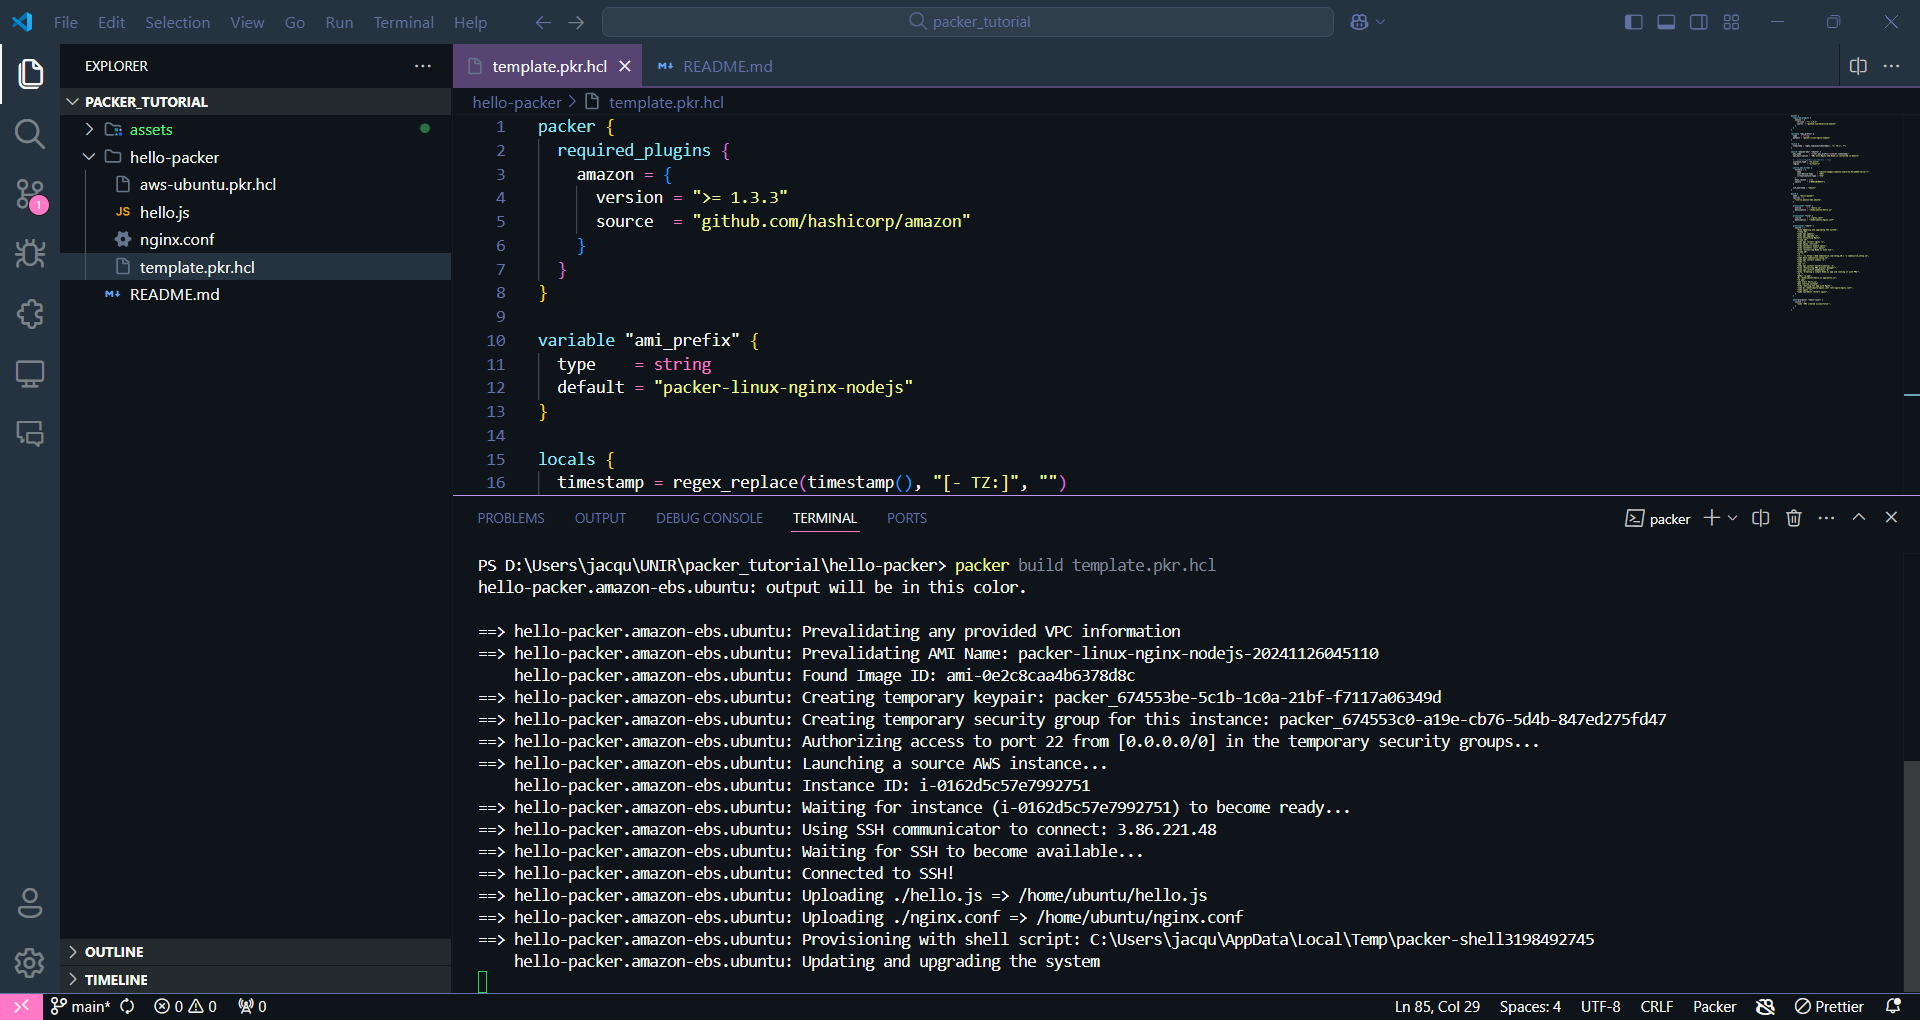 File Edit Selection View Go Run Terminal Help packer_tutorial
EXPLORER
PACKER_TUTORIAL
assets
hello-packer
aws-ubuntu.pkr.hcl
JS hello.js
nginx.conf
template.pkr.hcl
README.md
1
OUTLINE
TIMELINE
template.pkr.hcl README.md
hello-packer > template.pkr.hcl
1 packer {
2 required_plugins {
3 amazon = {
4 version = ">= 1.3.3"
5 source = "github.com/hashicorp/amazon"
6 }
7 }
8 }
9
10 variable "ami_prefix" {
11 type = string
12 default = "packer-linux-nginx-nodejs"
13 }
14
15 locals {
16 timestamp = regex_replace(timestamp(), "[- TZ:]", "")
PROBLEMS OUTPUT DEBUG CONSOLE TERMINAL PORTS packer
PS D:\Users\jacqu\UNIR\packer_tutorial\hello-packer> packer build template.pkr.hcl
hello-packer.amazon-ebs.ubuntu: output will be in this color.
==> hello-packer.amazon-ebs.ubuntu: Prevalidating any provided VPC information
==> hello-packer.amazon-ebs.ubuntu: Prevalidating AMI Name: packer-linux-nginx-nodejs-20241126045110
hello-packer.amazon-ebs.ubuntu: Found Image ID: ami-0e2c8caa4b6378d8c
==> hello-packer.amazon-ebs.ubuntu: Creating temporary keypair: packer_674553be-5c1b-1c0a-21bf-f7117a06349d
==> hello-packer.amazon-ebs.ubuntu: Creating temporary security group for this instance: packer_674553c0-a19e-cb76-5d4b-847ed275fd47
==> hello-packer.amazon-ebs.ubuntu: Authorizing access to port 22 from [0.0.0.0/0] in the temporary security groups...
==> hello-packer.amazon-ebs.ubuntu: Launching a source AWS instance...
hello-packer.amazon-ebs.ubuntu: Instance ID: i-0162d5c57e7992751
==> hello-packer.amazon-ebs.ubuntu: Waiting for instance (i-0162d5c57e7992751) to become ready...
==> hello-packer.amazon-ebs.ubuntu: Using SSH communicator to connect: 3.86.221.48
==> hello-packer.amazon-ebs.ubuntu: Waiting for SSH to become available...
==> hello-packer.amazon-ebs.ubuntu: Connected to SSH!
==> hello-packer.amazon-ebs.ubuntu: Uploading ./hello.js => /home/ubuntu/hello.js
==> hello-packer.amazon-ebs.ubuntu: Uploading ./nginx.conf => /home/ubuntu/nginx.conf
==> hello-packer.amazon-ebs.ubuntu: Provisioning with shell script: C:\Users\jacqu\AppData\Local\Temp\packer-shell3198492745
hello-packer.amazon-ebs.ubuntu: Updating and upgrading the system
main* 0 0 0 Ln 85, Col 29 Spaces: 4 UTF-8 CRLF Packer Prettier